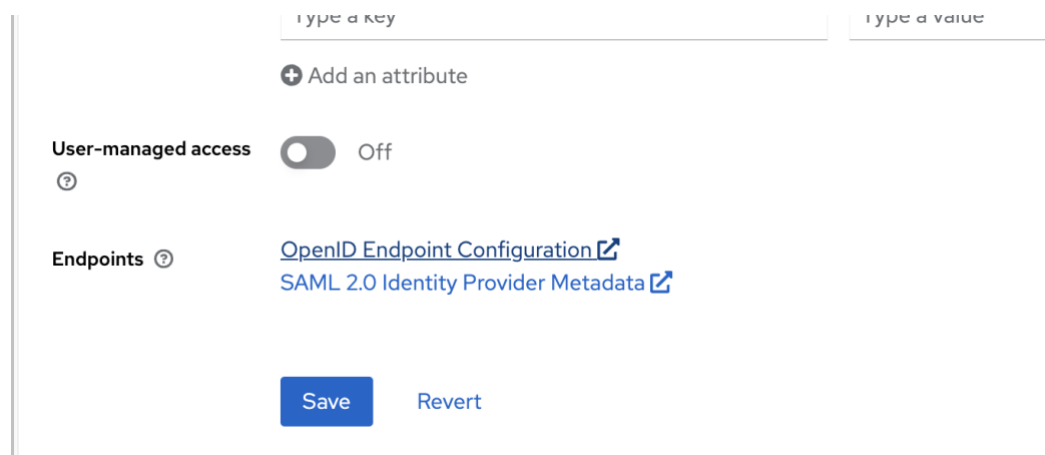 Type a key
Type a value
Add an attribute
User-managed access
Off
Endpoints
OpenID Endpoint Configuration
SAML 2.0 Identity Provider Metadata
Save
Revert